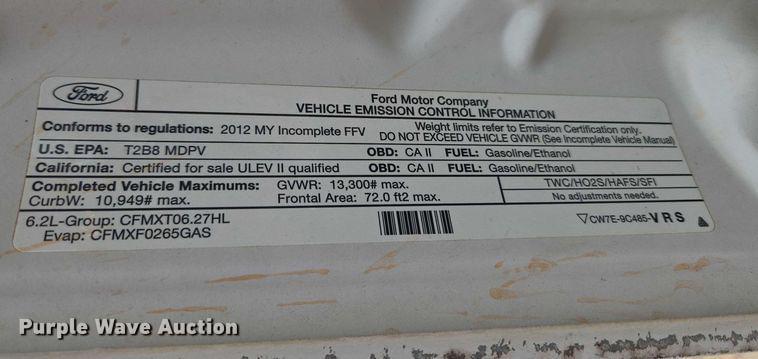 Ford
Ford Motor Company
VEHICLE EMISSION CONTROL INFORMATION
Conforms to regulations: 2012 MY Incomplete FFV
Weight limits refer to Emission Certification only.
DO NOT EXCEED VEHICLE GVWR (See Incomplete Vehicle Manual)
U.S. EPA: T2B8 MDPV OBD: CA II FUEL: Gasoline/Ethanol
California: Certified for sale ULEV II qualified OBD: CA II FUEL: Gasoline/Ethanol
Completed Vehicle Maximums: GVWR: 13,300# max.
CurbW: 10,949# max. Frontal Area: 72.0 ft2 max.
TWC/HO2S/HAFS/SFI
No adjustments needed.
6.2L-Group: CFMXT06.27HL
Evap: CFMXF0265GAS
▽CW7E-9C485-VRS
Purple Wave Auction